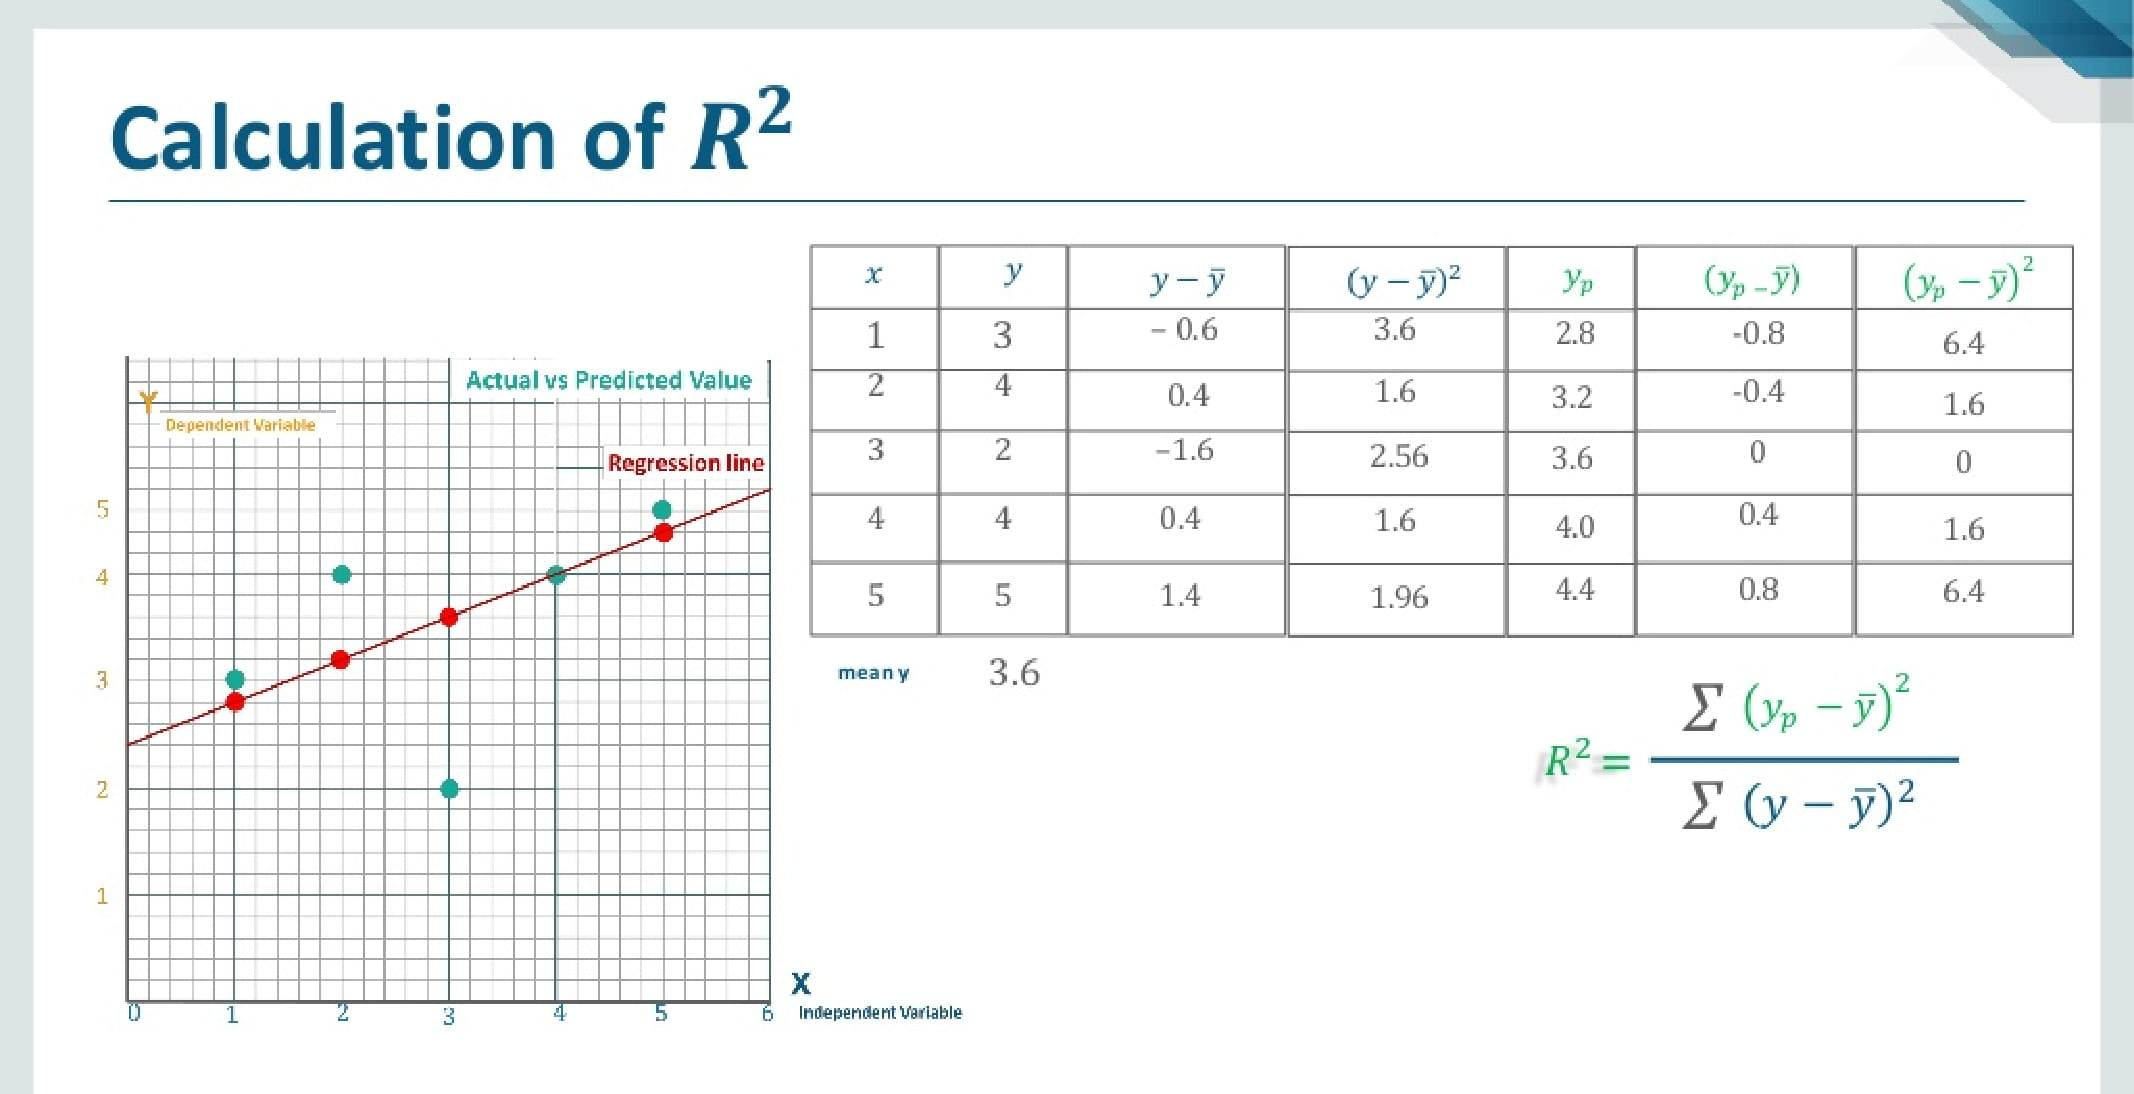 Calculation of R²
x y y − ȳ (y − ȳ)² yₚ (yₚ − ȳ) (yₚ − ȳ)²
1 3 − 0.6 3.6 2.8 -0.8 6.4
2 4 0.4 1.6 3.2 -0.4 1.6
3 2 −1.6 2.56 3.6 0 0
4 4 0.4 1.6 4.0 0.4 1.6
5 5 1.4 1.96 4.4 0.8 6.4
mean y 3.6
R² = ∑ (yₚ − ȳ)²
∑ (y − ȳ)²
Actual vs Predicted Value
Y
Dependent Variable
Regression line
5
4
3
2
1
0 1 2 3 4 5 6
X
Independent Variable